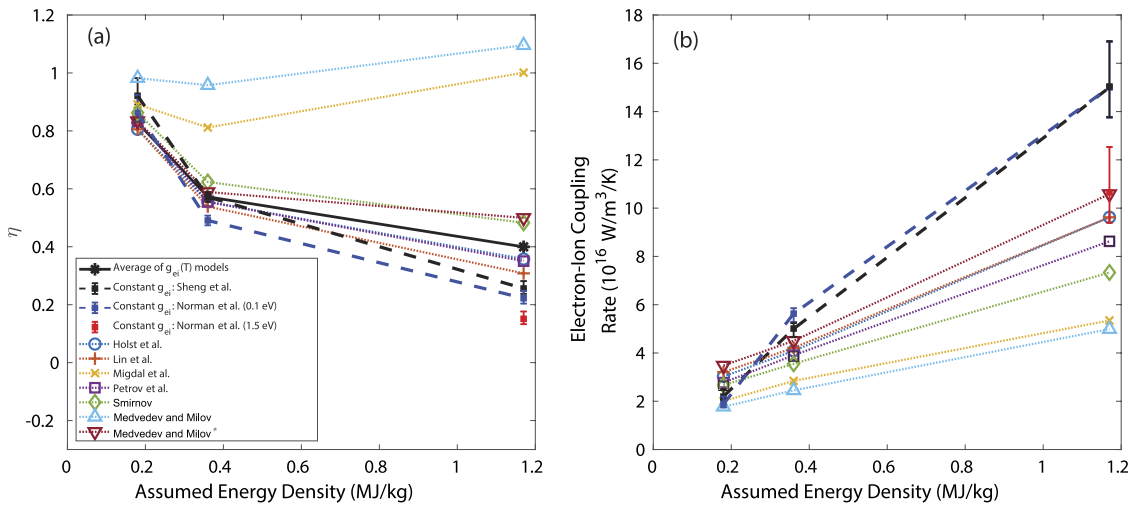 (a)
η
1.2
1
0.8
0.6
0.4
0.2
0
-0.2
Average of g_ei(T) models
Constant g_ei: Sheng et al.
Constant g_ei: Norman et al. (0.1 eV)
Constant g_ei: Norman et al. (1.5 eV)
Holst et al.
Lin et al.
Migdal et al.
Petrov et al.
Smirnov
Medvedev and Milov
Medvedev and Milov*
0 0.2 0.4 0.6 0.8 1 1.2
Assumed Energy Density (MJ/kg)
(b)
Electron-Ion Coupling
Rate (10^16 W/m^3/K)
18
16
14
12
10
8
6
4
2
0
0 0.2 0.4 0.6 0.8 1 1.2
Assumed Energy Density (MJ/kg)